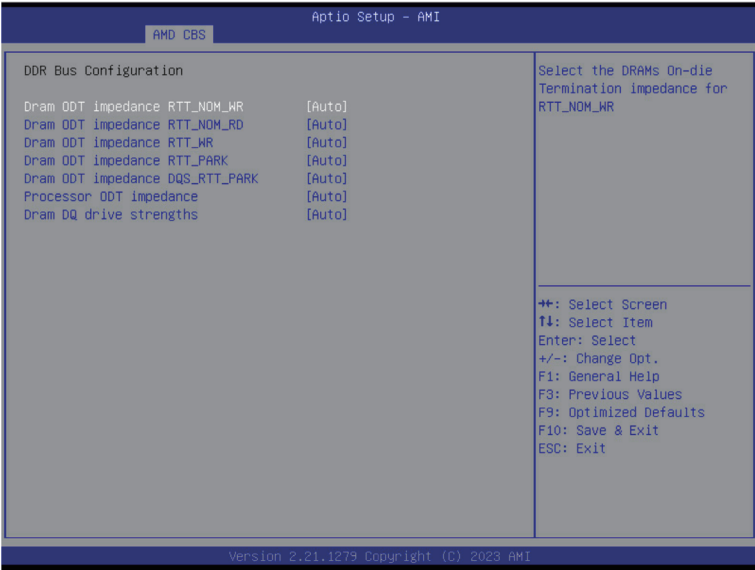 Aptio Setup – AMI
AMD CBS
DDR Bus Configuration
Dram ODT impedance RTT_NOM_WR [Auto]
Dram ODT impedance RTT_NOM_RD [Auto]
Dram ODT impedance RTT_WR [Auto]
Dram ODT impedance RTT_PARK [Auto]
Dram ODT impedance DQS_RTT_PARK [Auto]
Processor ODT impedance [Auto]
Dram DQ drive strengths [Auto]
Select the DRAMs On–die
Termination impedance for
RTT_NOM_WR
→←: Select Screen
↑↓: Select Item
Enter: Select
+/–: Change Opt.
F1: General Help
F3: Previous Values
F9: Optimized Defaults
F10: Save & Exit
ESC: Exit
Version 2.21.1279 Copyright (C) 2023 AMI